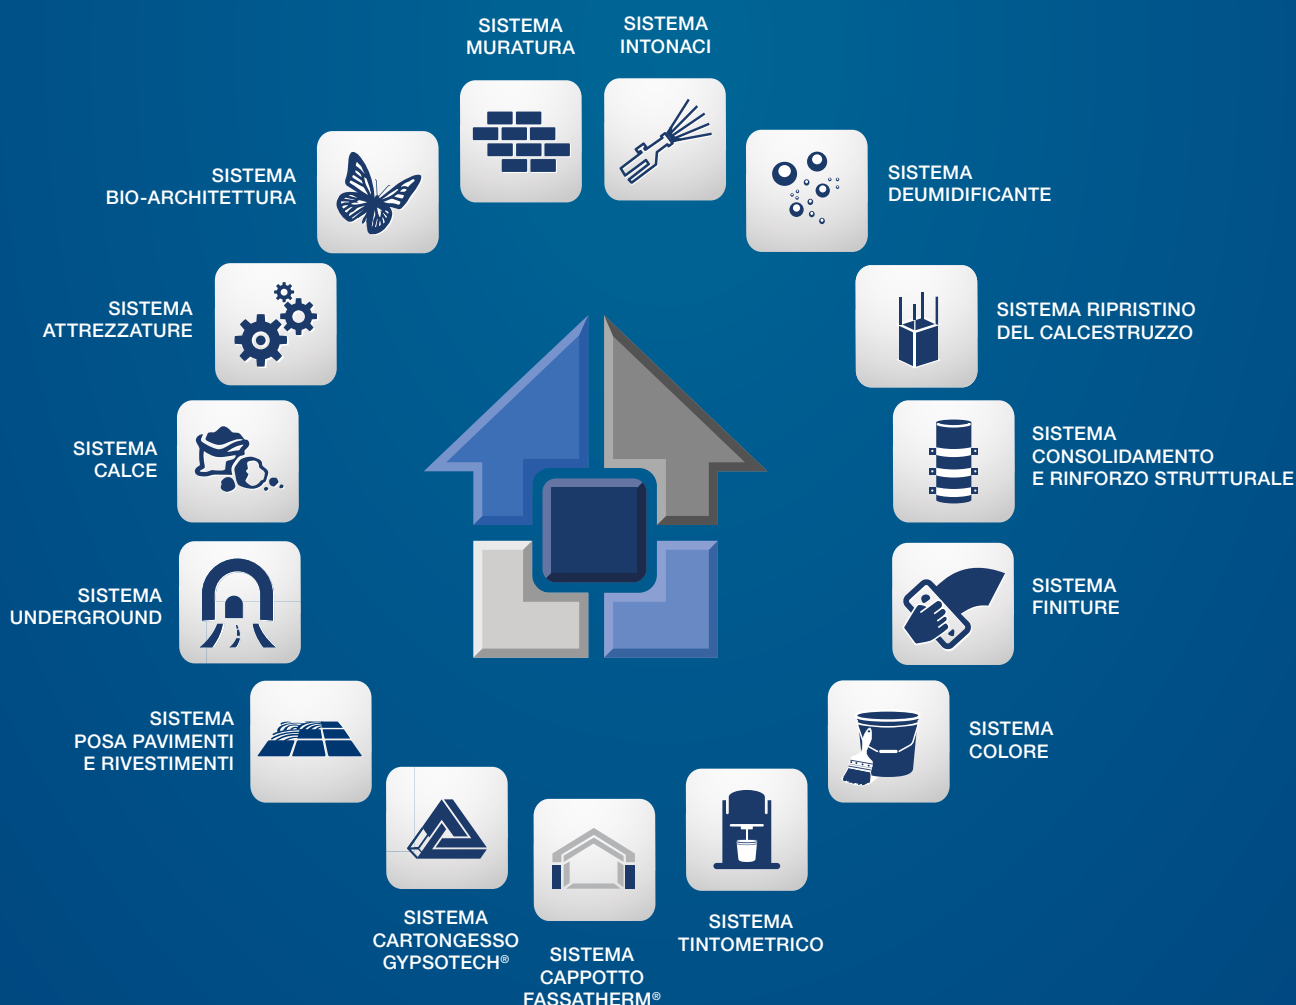 SISTEMA
MURATURA
SISTEMA
INTONACI
SISTEMA
DEUMIDIFICANTE
SISTEMA RIPRISTINO
DEL CALCESTRUZZO
SISTEMA
CONSOLIDAMENTO
E RINFORZO STRUTTURALE
SISTEMA
FINITURE
SISTEMA
COLORE
SISTEMA
TINTOMETRICO
SISTEMA
CAPPOTTO
FASSATHERM®
SISTEMA
CARTONGESSO
GYPSOTECH®
SISTEMA
POSA PAVIMENTI
E RIVESTIMENTI
SISTEMA
UNDERGROUND
SISTEMA
CALCE
SISTEMA
ATTREZZATURE
SISTEMA
BIO-ARCHITETTURA